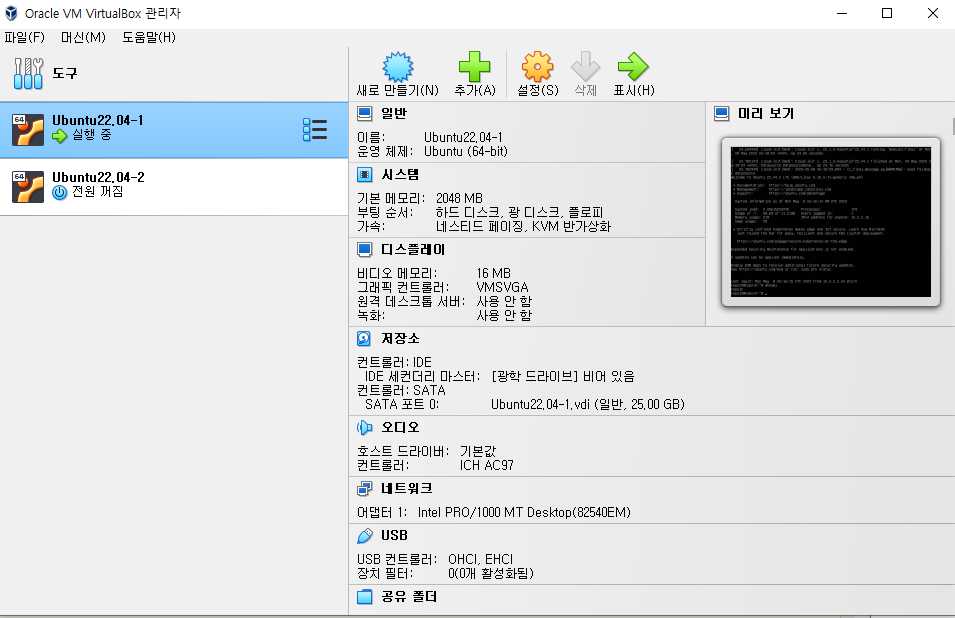 Oracle VM VirtualBox 관리자
파일(F) 머신(M) 도움말(H)
도구
새로 만들기(N) 추가(A) 설정(S) 삭제 표시(H)
64
Ubuntu22,04-1
실행 중
64
Ubuntu22,04-2
전원 꺼짐
일반
이름: Ubuntu22,04-1
운영 체제: Ubuntu (64-bit)
미리 보기
시스템
기본 메모리: 2048 MB
부팅 순서: 하드 디스크, 광 디스크, 플로피
가속: 네스티드 페이징, KVM 반가상화
디스플레이
비디오 메모리: 16 MB
그래픽 컨트롤러: VMSVGA
원격 데스크톱 서버: 사용 안 함
녹화: 사용 안 함
저장소
컨트롤러: IDE
IDE 세컨더리 마스터: [광학 드라이브] 비어 있음
컨트롤러: SATA
SATA 포트 0: Ubuntu22,04-1,vdi (일반, 25,00 GB)
오디오
호스트 드라이버: 기본값
컨트롤러: ICH AC97
네트워크
어댑터 1: Intel PRO/1000 MT Desktop(82540EM)
USB
USB 컨트롤러: OHCI, EHCI
장치 필터: 0(0개 활성화됨)
공유 폴더